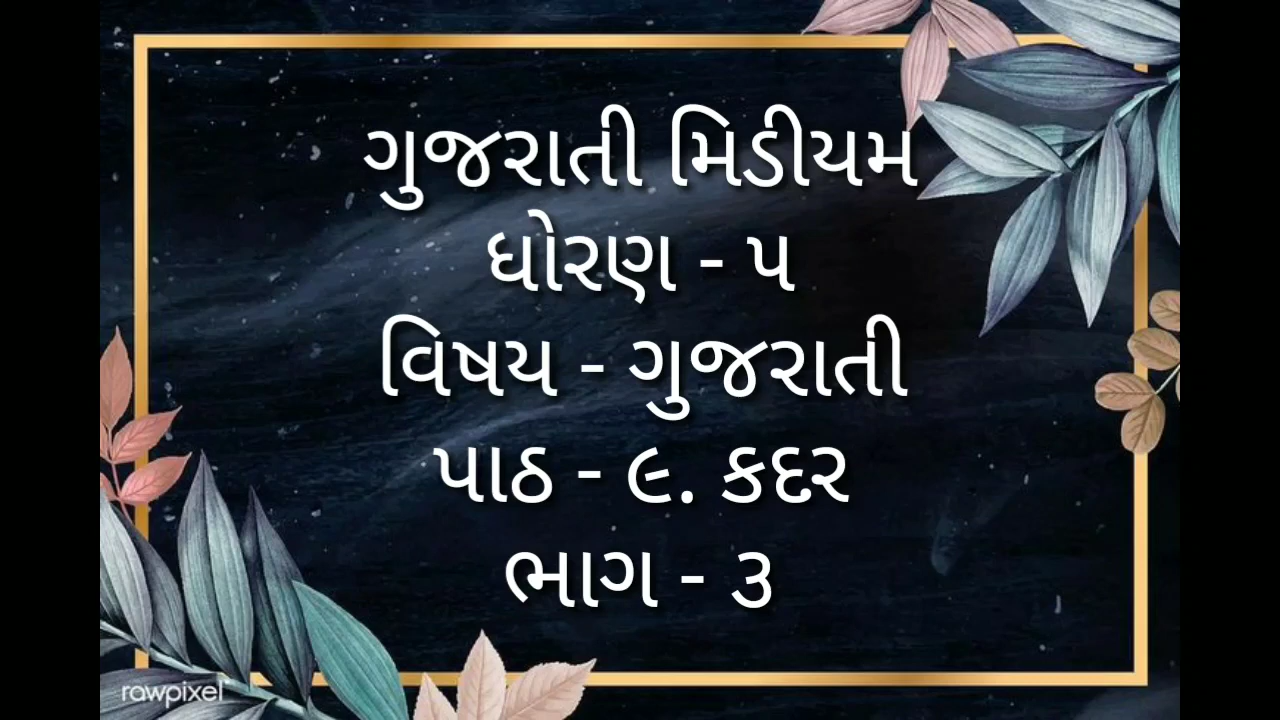 ગુજરાતી મિડીયમ
ધોરણ - ૫
વિષય - ગુજરાતી
પાઠ - ૯. કદર
ભાગ - ૩
rawpixel